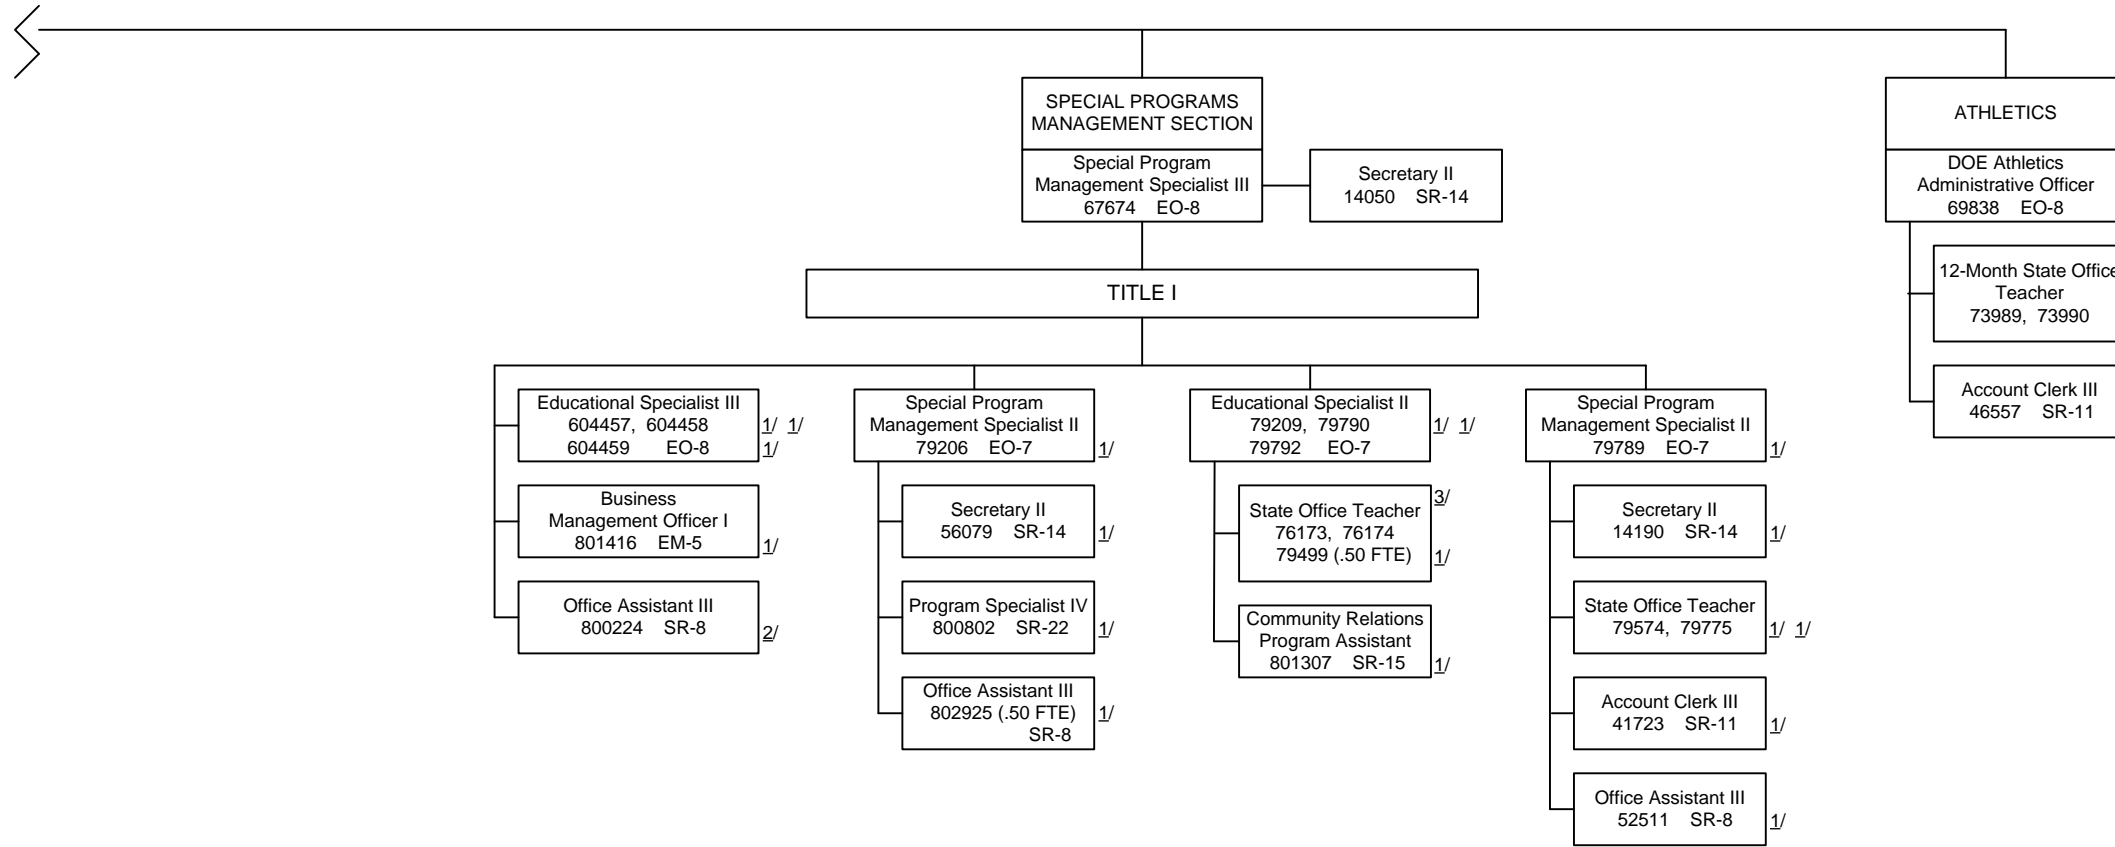 SPECIAL PROGRAMS
MANAGEMENT SECTION
Special Program
Management Specialist III
67674 EO-8
Secretary II
14050 SR-14
ATHLETICS
DOE Athletics
Administrative Officer
69838 EO-8
12-Month State Office
Teacher
73989, 73990
Account Clerk III
46557 SR-11
TITLE I
Educational Specialist III
604457, 604458 1/ 1/
604459 EO-8 1/
Business
Management Officer I
801416 EM-5 1/
Office Assistant III
800224 SR-8 2/
Special Program
Management Specialist II
79206 EO-7 1/
Secretary II
56079 SR-14 1/
Program Specialist IV
800802 SR-22 1/
Office Assistant III
802925 (.50 FTE) 1/
SR-8
Educational Specialist II
79209, 79790 1/ 1/
79792 EO-7
3/
State Office Teacher
76173, 76174
79499 (.50 FTE) 1/
Community Relations
Program Assistant
801307 SR-15 1/
Special Program
Management Specialist II
79789 EO-7 1/
Secretary II
14190 SR-14 1/
State Office Teacher
79574, 79775 1/ 1/
Account Clerk III
41723 SR-11 1/
Office Assistant III
52511 SR-8 1/